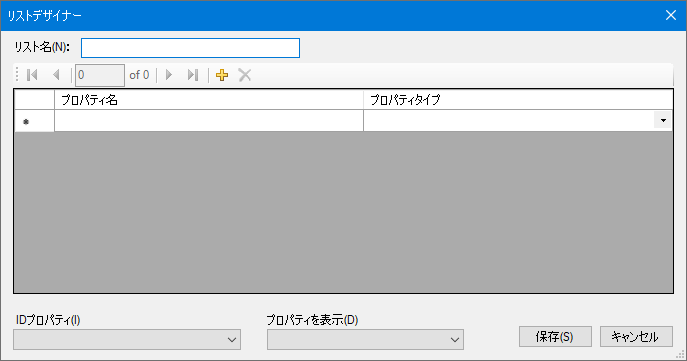 リストデザイナー
リスト名(N):
0 of 0
プロパティ名 プロパティタイプ
IDプロパティ(I) プロパティを表示(D)
保存(S) キャンセル